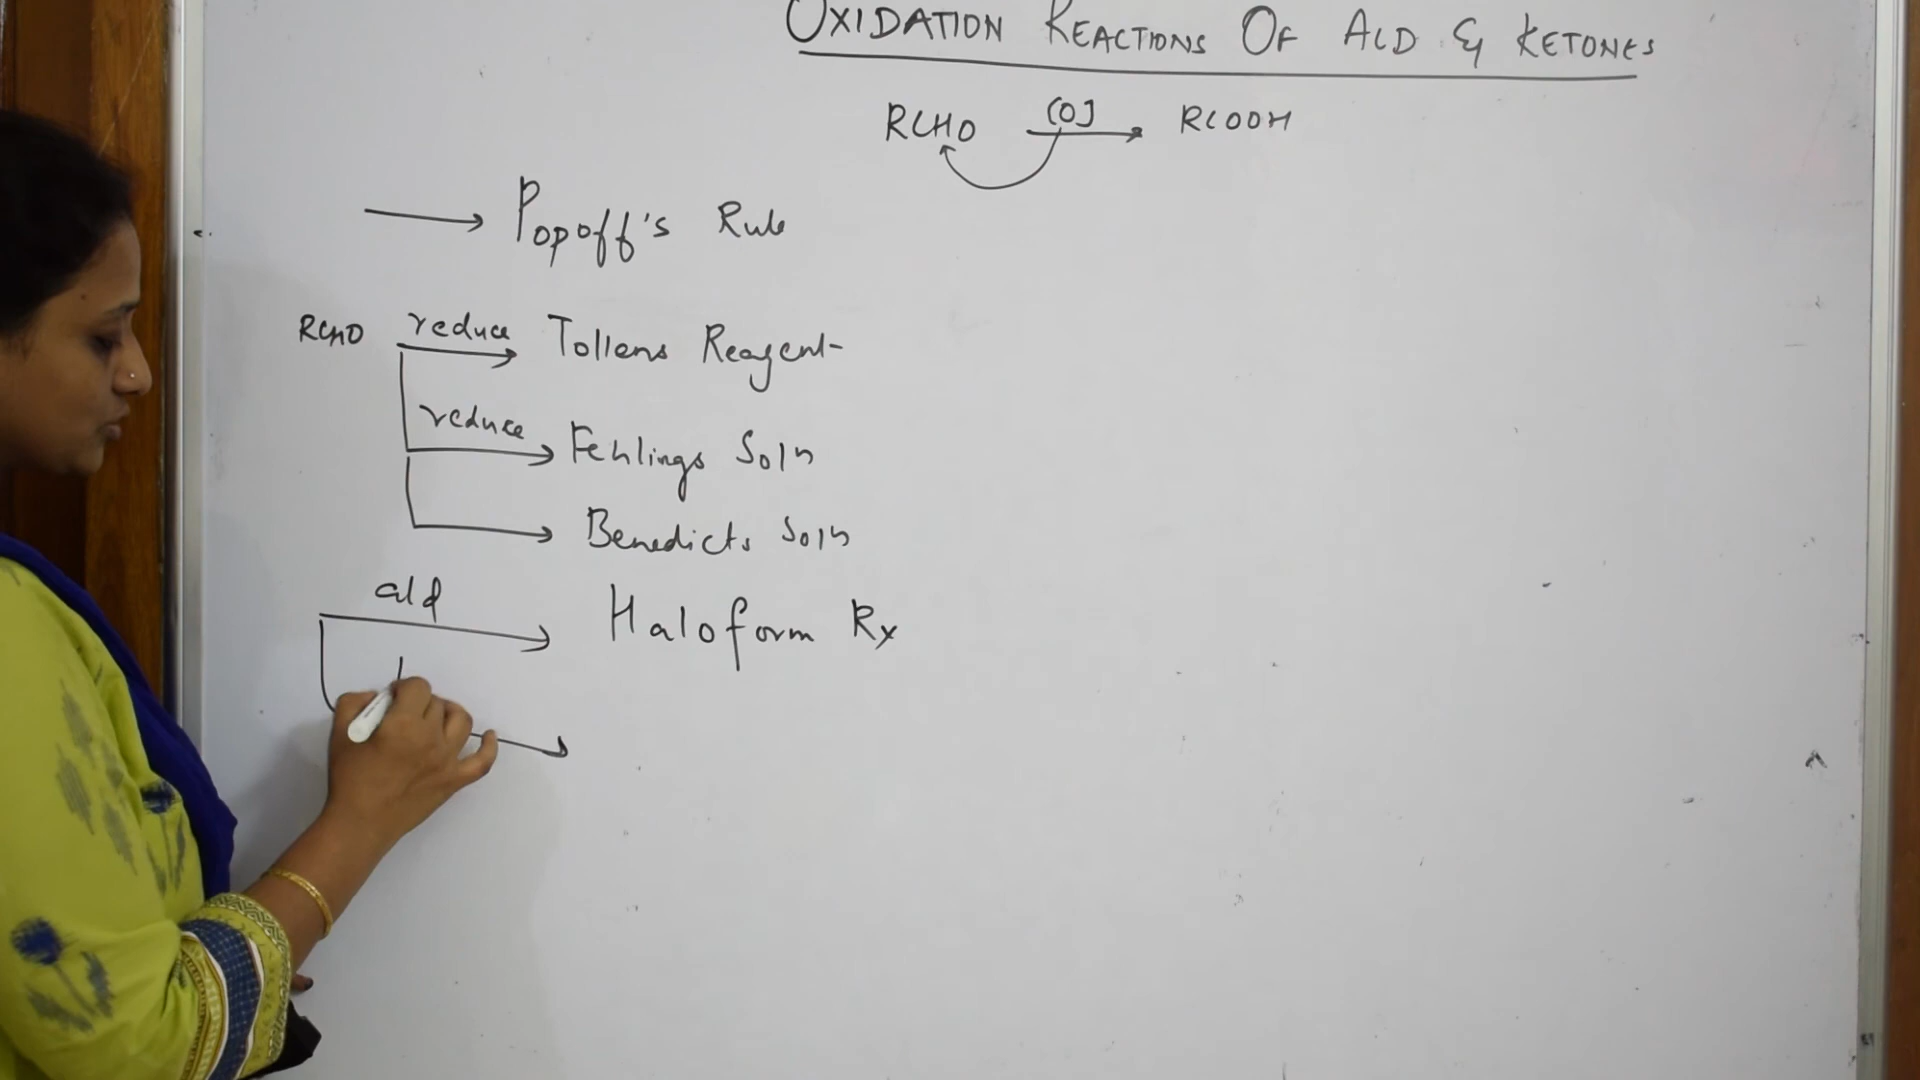 OXIDATION REACTIONS OF ALD & KETONES
RCHO [O] RCOOH
Popoff's Rule
RCHO reduce Tollens Reagent
reduce Fehlings Soln
Benedicts Soln
ald Haloform Rx